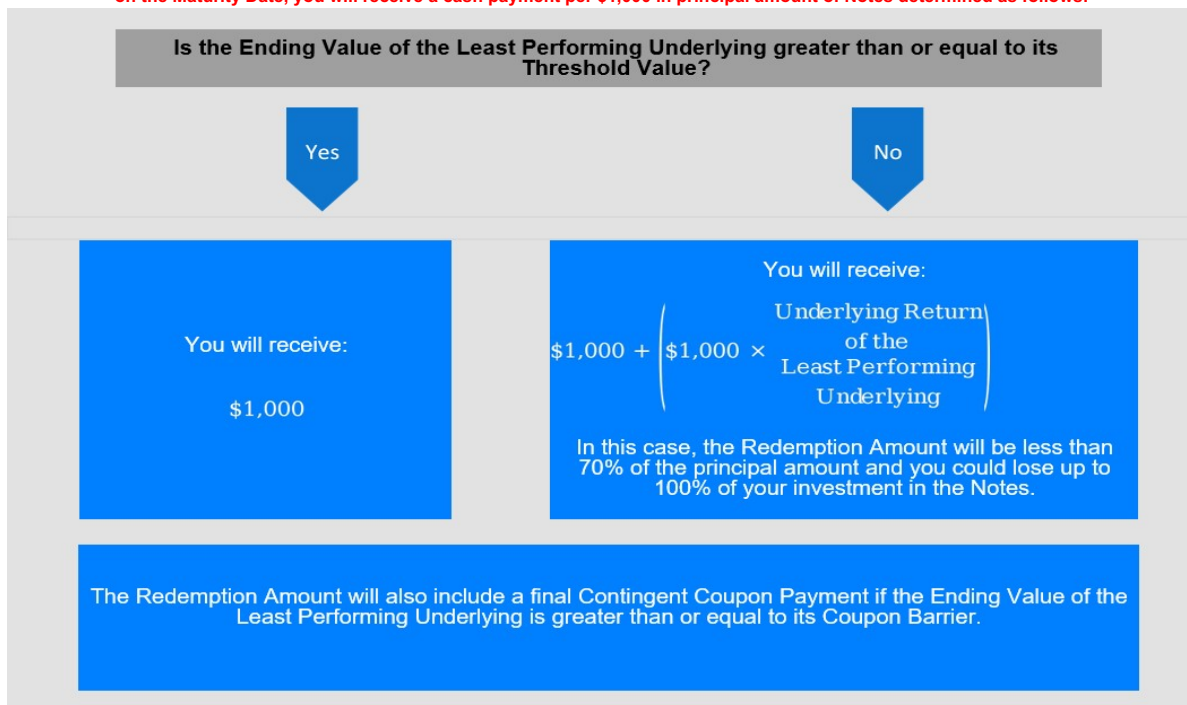 on the Maturity Date, you will receive a cash payment per $1,000 in principal amount of Notes determined as follows:
Is the Ending Value of the Least Performing Underlying greater than or equal to its
Threshold Value?
Yes
No
You will receive:
$1,000
You will receive:
$1,000 + ($1,000 × Underlying Return
of the
Least Performing
Underlying)
In this case, the Redemption Amount will be less than
70% of the principal amount and you could lose up to
100% of your investment in the Notes.
The Redemption Amount will also include a final Contingent Coupon Payment if the Ending Value of the
Least Performing Underlying is greater than or equal to its Coupon Barrier.